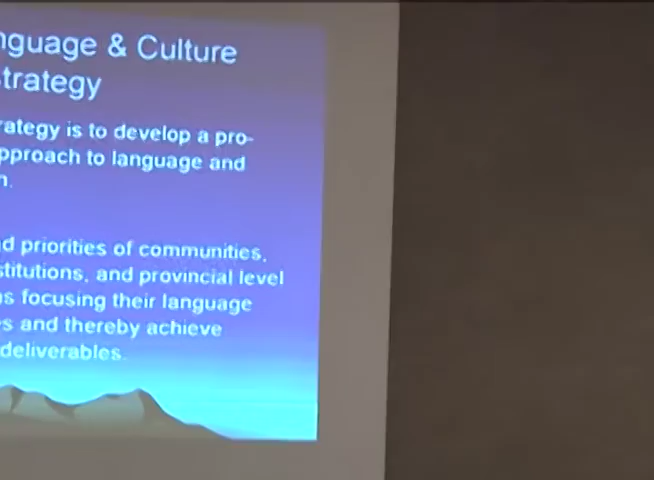 nguage & Culture
trategy
rategy is to develop a pro-
pproach to language and
n.
d priorities of communities,
stitutions, and provincial level
s focusing their language
s and thereby achieve
deliverables.